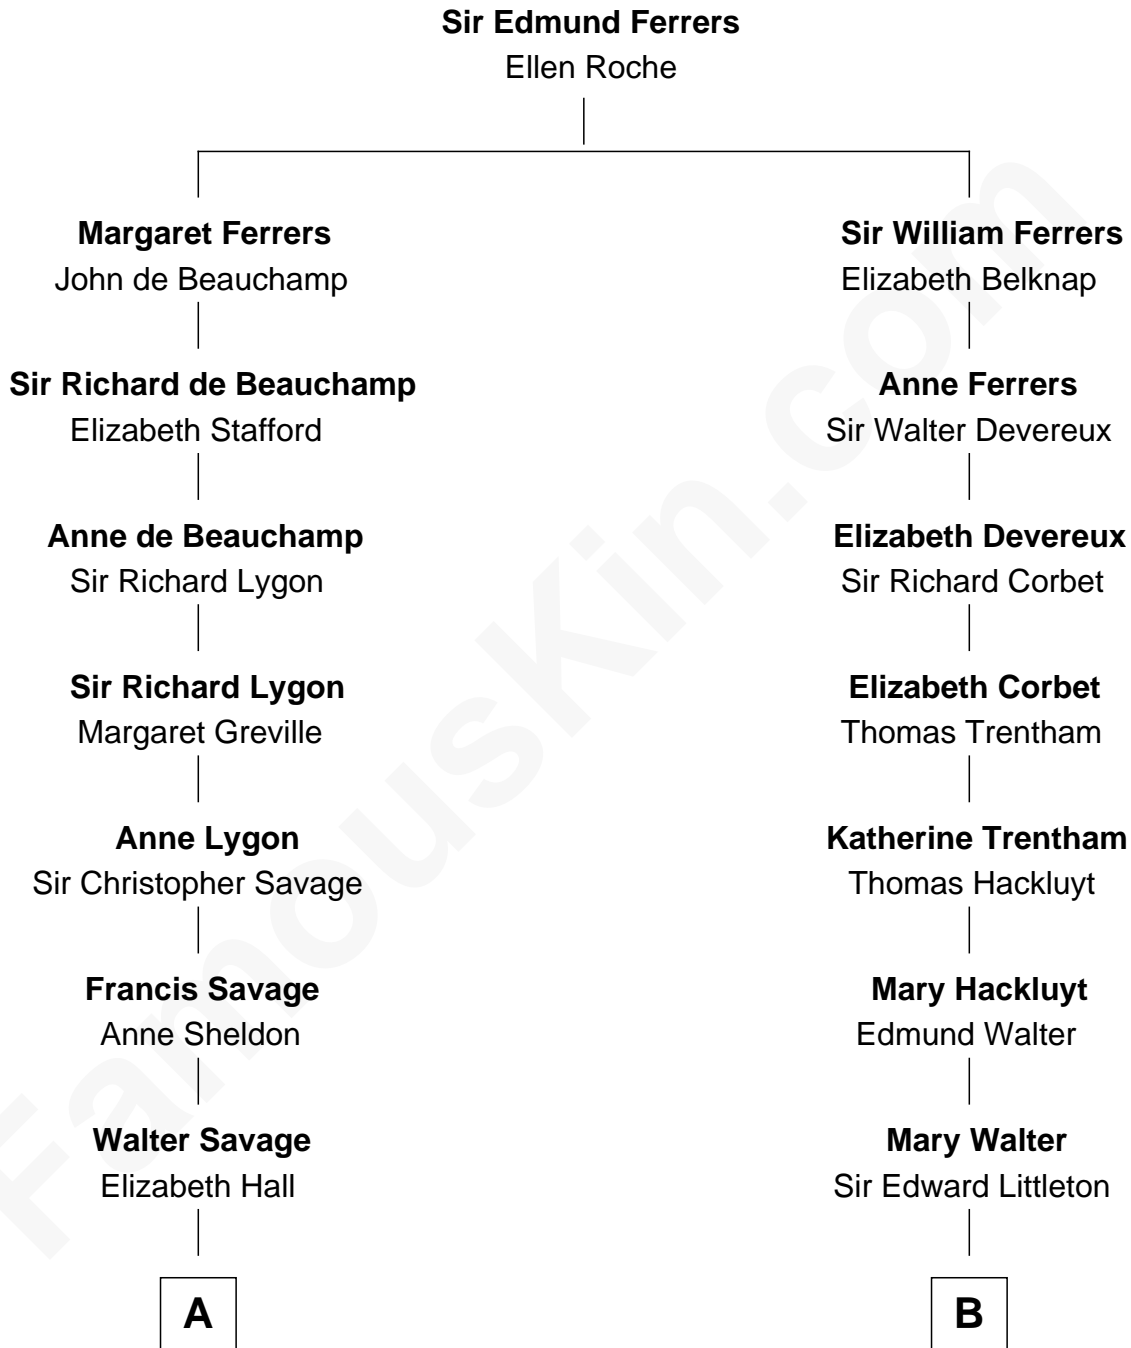 Sir Edmund Ferrers
Ellen Roche
Margaret Ferrers
John de Beauchamp
Sir William Ferrers
Elizabeth Belknap
Sir Richard de Beauchamp
Elizabeth Stafford
Anne Ferrers
Sir Walter Devereux
Anne de Beauchamp
Sir Richard Lygon
Elizabeth Devereux
Sir Richard Corbet
Sir Richard Lygon
Margaret Greville
Elizabeth Corbet
Thomas Trentham
Anne Lygon
Sir Christopher Savage
Katherine Trentham
Thomas Hackluyt
Francis Savage
Anne Sheldon
Mary Hackluyt
Edmund Walter
Walter Savage
Elizabeth Hall
Mary Walter
Sir Edward Littleton
A
B
FamousKin.com